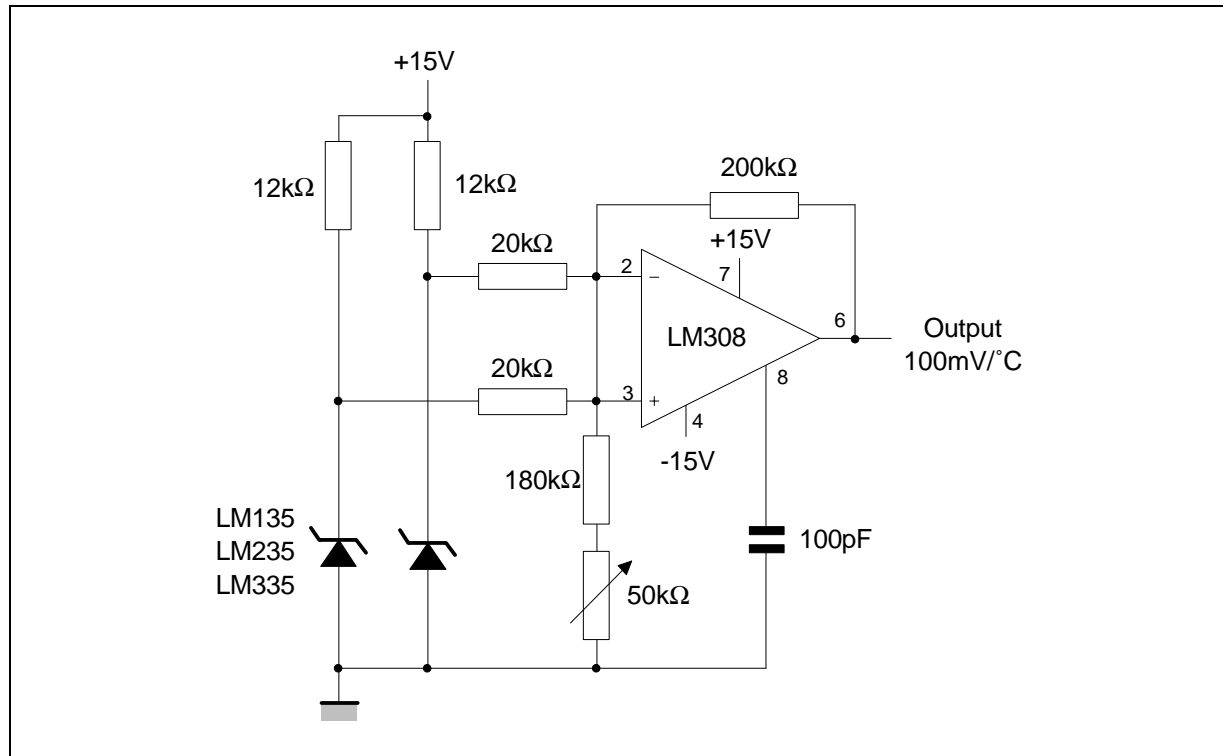 +15V
12kΩ
12kΩ
200kΩ
20kΩ
+15V
2
−
7
6
LM308
Output
100mV/˚C
20kΩ
8
3
+
4
-15V
180kΩ
LM135
LM235
LM335
100pF
50kΩ